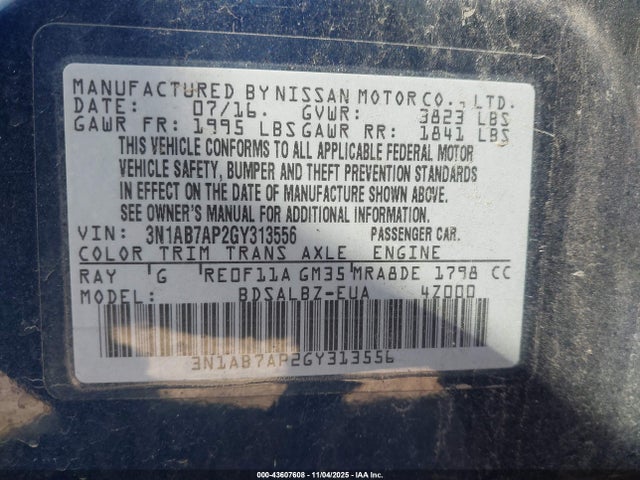 MANUFACTURED BY NISSAN MOTOR CO., LTD.
DATE: 07/16 GVWR: 3823 LBS
GAWR FR: 1995 LBS GAWR RR: 1841 LBS
THIS VEHICLE CONFORMS TO ALL APPLICABLE FEDERAL MOTOR
VEHICLE SAFETY, BUMPER AND THEFT PREVENTION STANDARDS
IN EFFECT ON THE DATE OF MANUFACTURE SHOWN ABOVE.
SEE OWNER'S MANUAL FOR ADDITIONAL INFORMATION.
VIN: 3N1AB7AP2GY313556 PASSENGER CAR.
COLOR TRIM TRANS AXLE ENGINE
RAY G RE0F11A GM35 MRA8DE 1798 CC
MODEL: BDSALBZ-EUA 4Z000
3N1AB7AP2GY313556
000-43607608 - 11/04/2025 - IAA Inc.